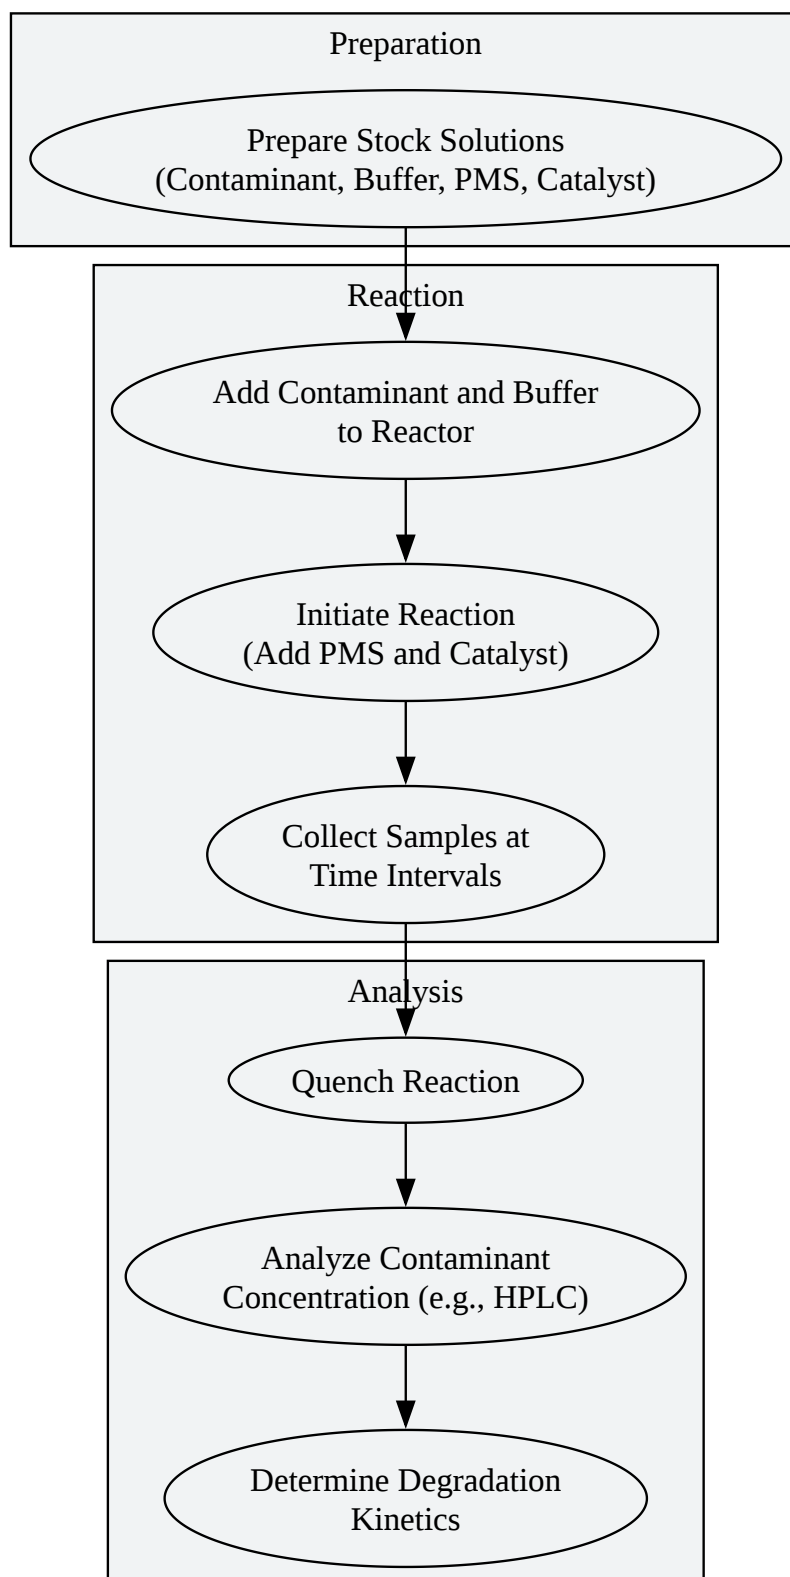 Preparation
Prepare Stock Solutions
(Contaminant, Buffer, PMS, Catalyst)
Reaction
Add Contaminant and Buffer
to Reactor
Initiate Reaction
(Add PMS and Catalyst)
Collect Samples at
Time Intervals
Analysis
Quench Reaction
Analyze Contaminant
Concentration (e.g., HPLC)
Determine Degradation
Kinetics